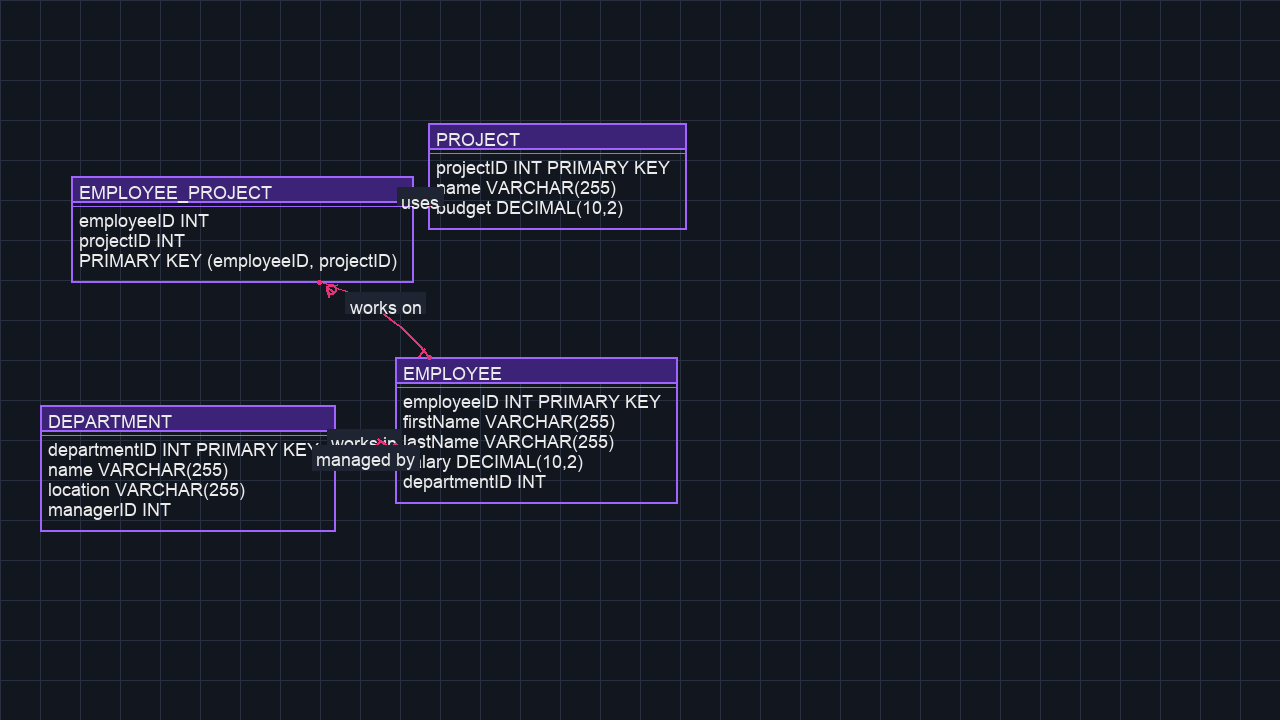 PROJECT
projectID INT PRIMARY KEY
name VARCHAR(255)
budget DECIMAL(10,2)
EMPLOYEE_PROJECT
employeeID INT
projectID INT
PRIMARY KEY (employeeID, projectID)
uses
works on
EMPLOYEE
employeeID INT PRIMARY KEY
firstName VARCHAR(255)
lastName VARCHAR(255)
salary DECIMAL(10,2)
departmentID INT
DEPARTMENT
departmentID INT PRIMARY KEY
name VARCHAR(255)
location VARCHAR(255)
managerID INT
works in
managed by